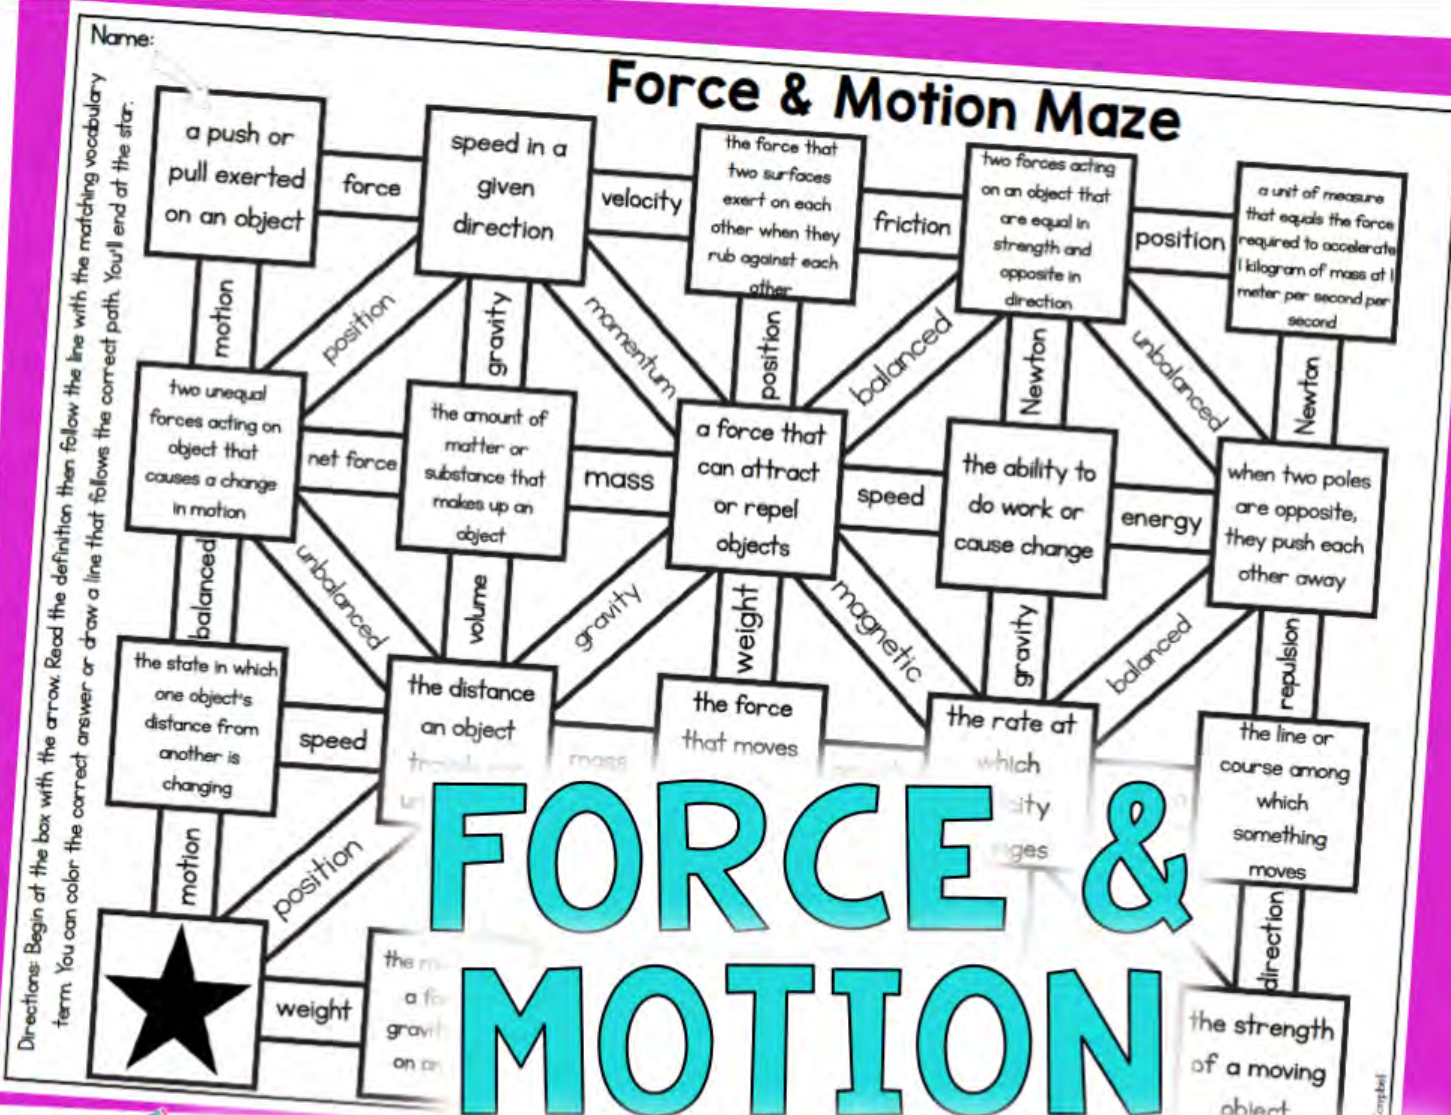 Name:
Force & Motion Maze
Directions: Begin at the box with the arrow. Read the definition then follow the line with the matching vocabulary
term. You can color the correct answer or draw a line that follows the correct path. You'll end at the star.
a push or
pull exerted
on an object
force
speed in a
given
direction
velocity
the force that
two surfaces
exert on each
other when they
rub against each
other
friction
two forces acting
on an object that
are equal in
strength and
opposite in
direction
position
a unit of measure
that equals the force
required to accelerate
1 kilogram of mass at 1
meter per second per
second
motion
position
gravity
momentum
position
balanced
Newton
unbalanced
Newton
two unequal
forces acting on
object that
causes a change
in motion
net force
the amount of
matter or
substance that
makes up an
object
mass
a force that
can attract
or repel
objects
speed
the ability to
do work or
cause change
energy
when two poles
are opposite,
they push each
other away
balanced
unbalanced
volume
gravity
weight
magnetic
gravity
balanced
repulsion
the state in which
one object's
distance from
another is
changing
speed
the distance
an object
mass
the force
that moves
the rate at
which
the line or
course among
which
something
moves
motion
position
direction
weight
the
on
the strength
of a moving
object
FORCE &
MOTION